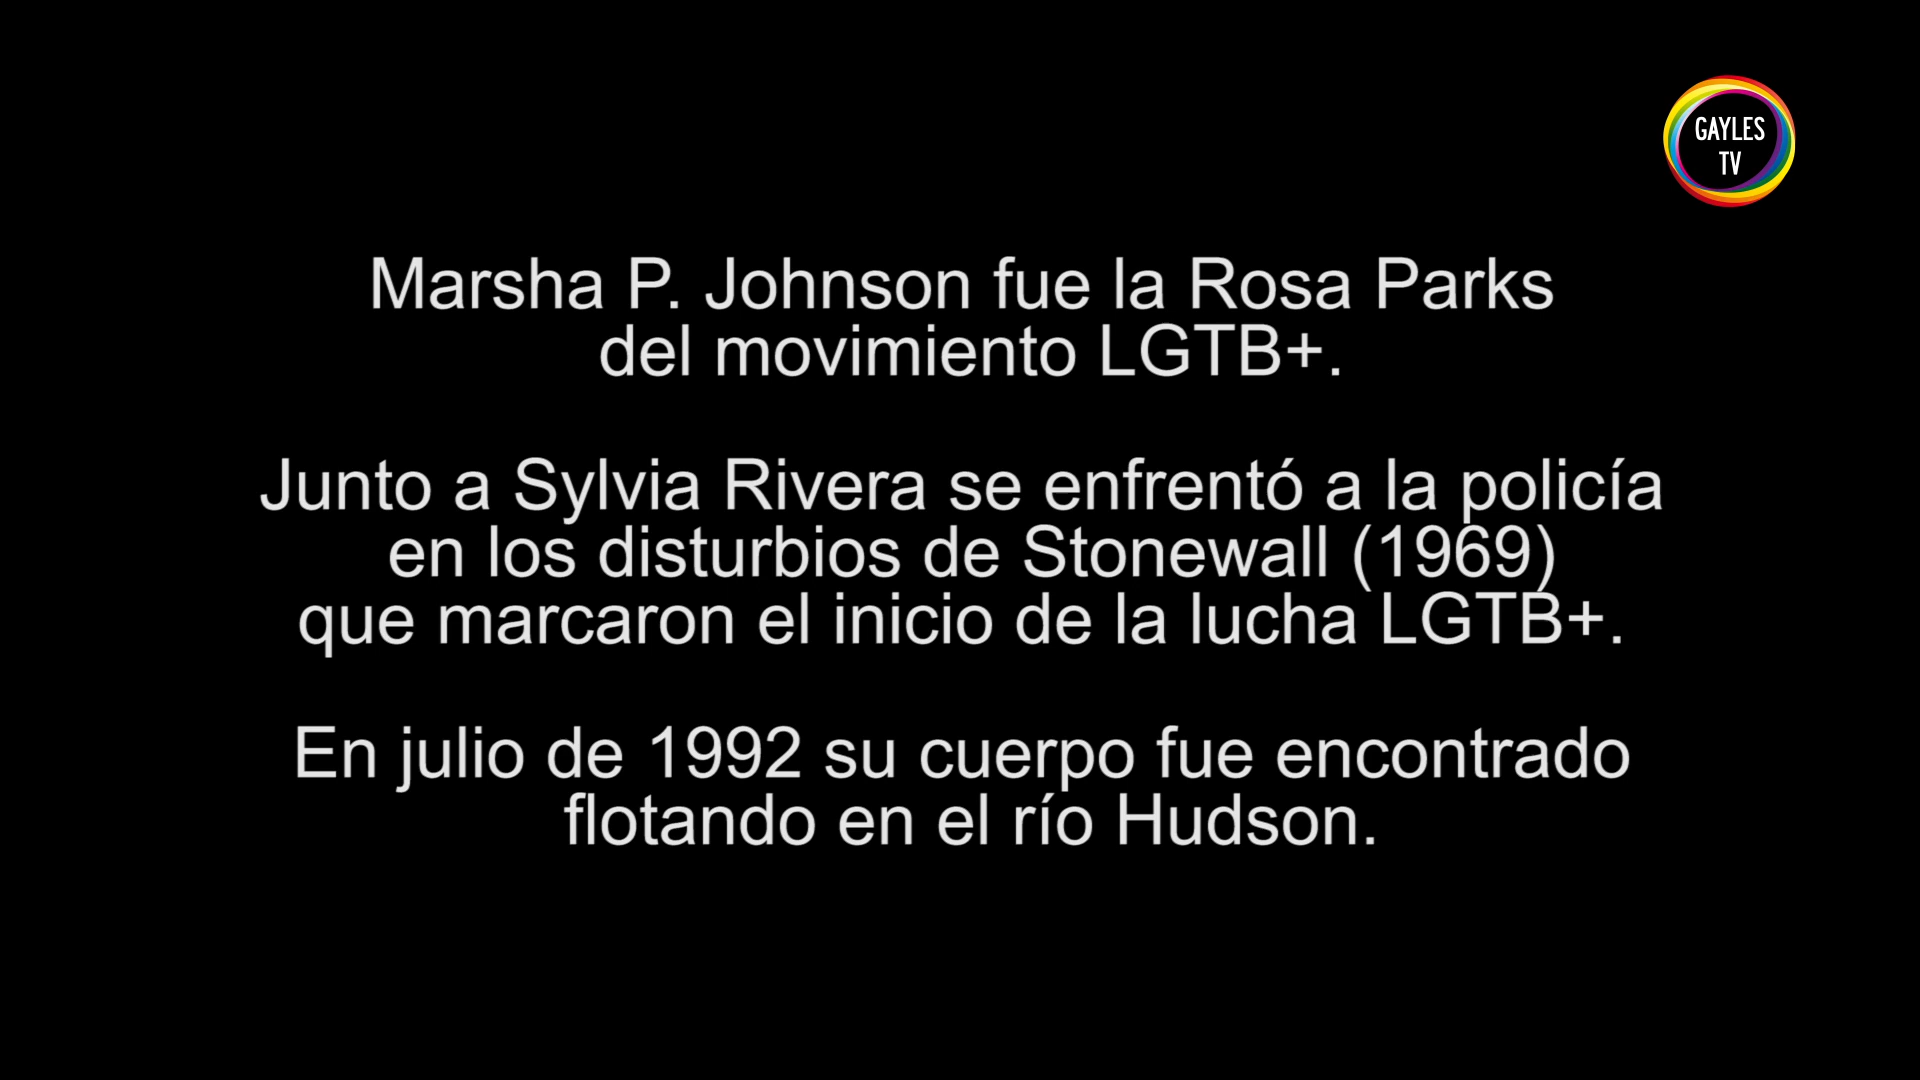 GAYLES
TV
Marsha P. Johnson fue la Rosa Parks
del movimiento LGTB+.
Junto a Sylvia Rivera se enfrentó a la policía
en los disturbios de Stonewall (1969)
que marcaron el inicio de la lucha LGTB+.
En julio de 1992 su cuerpo fue encontrado
flotando en el río Hudson.